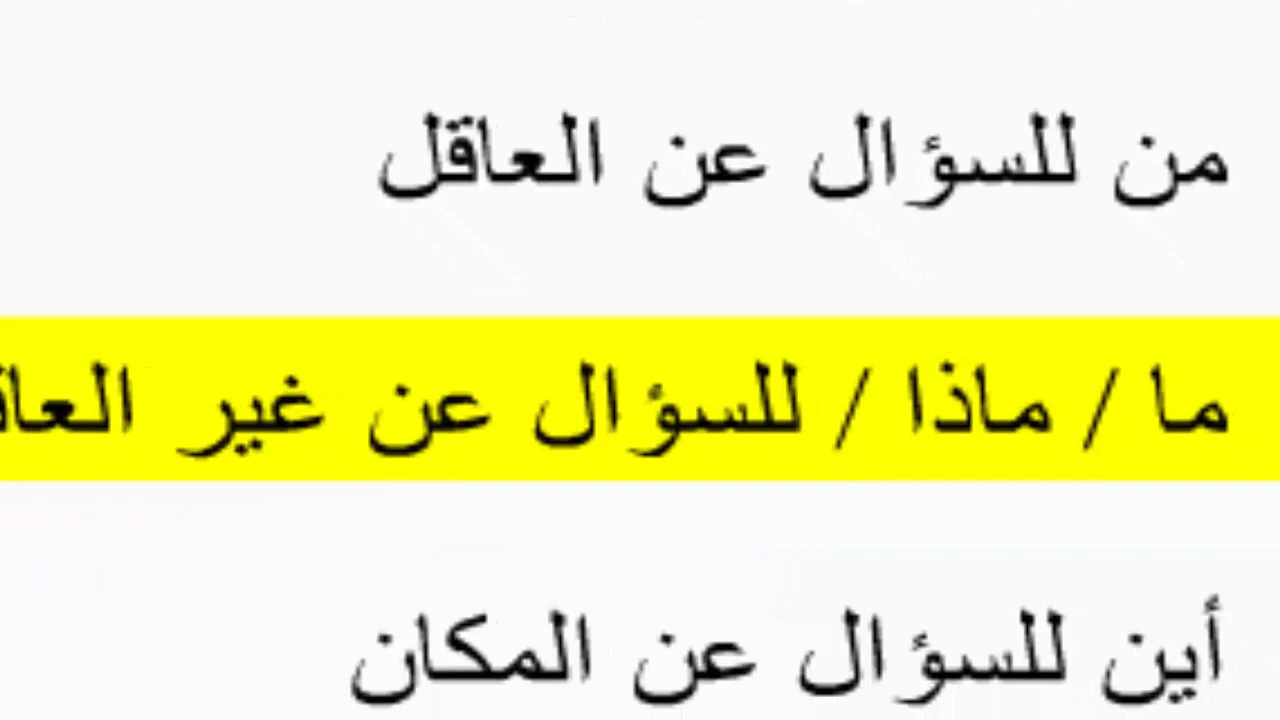 من للسؤال عن العاقل
ما / ماذا / للسؤال عن غير
أين للسؤال عن المكان